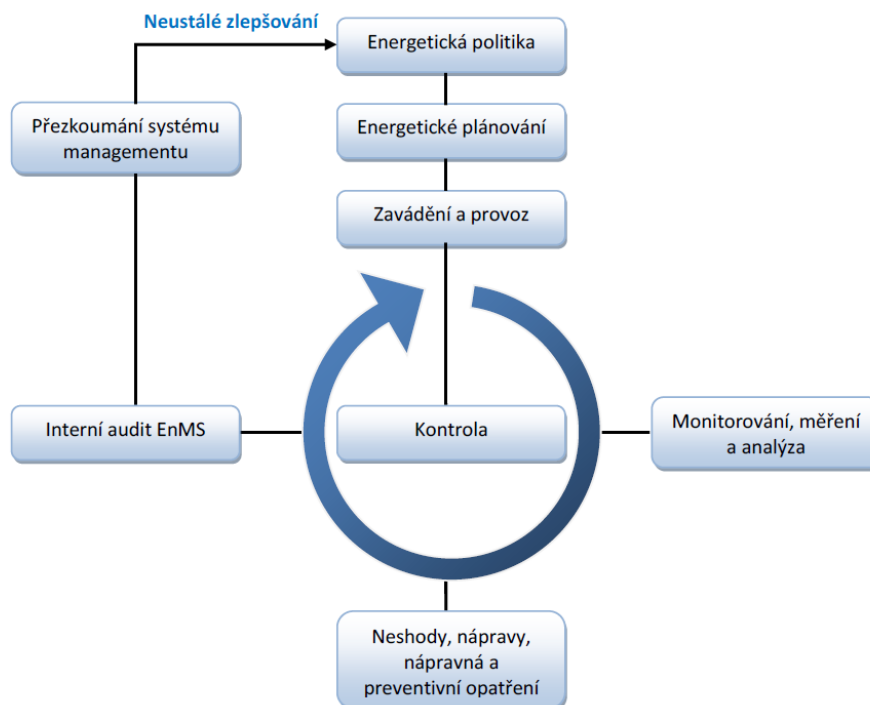 Neustálé zlepšování
Energetická politika
Přezkoumání systému
managementu
Energetické plánování
Zavádění a provoz
Interní audit EnMS
Kontrola
Monitorování, měření
a analýza
Neshody, nápravy,
nápravná a
preventivní opatření